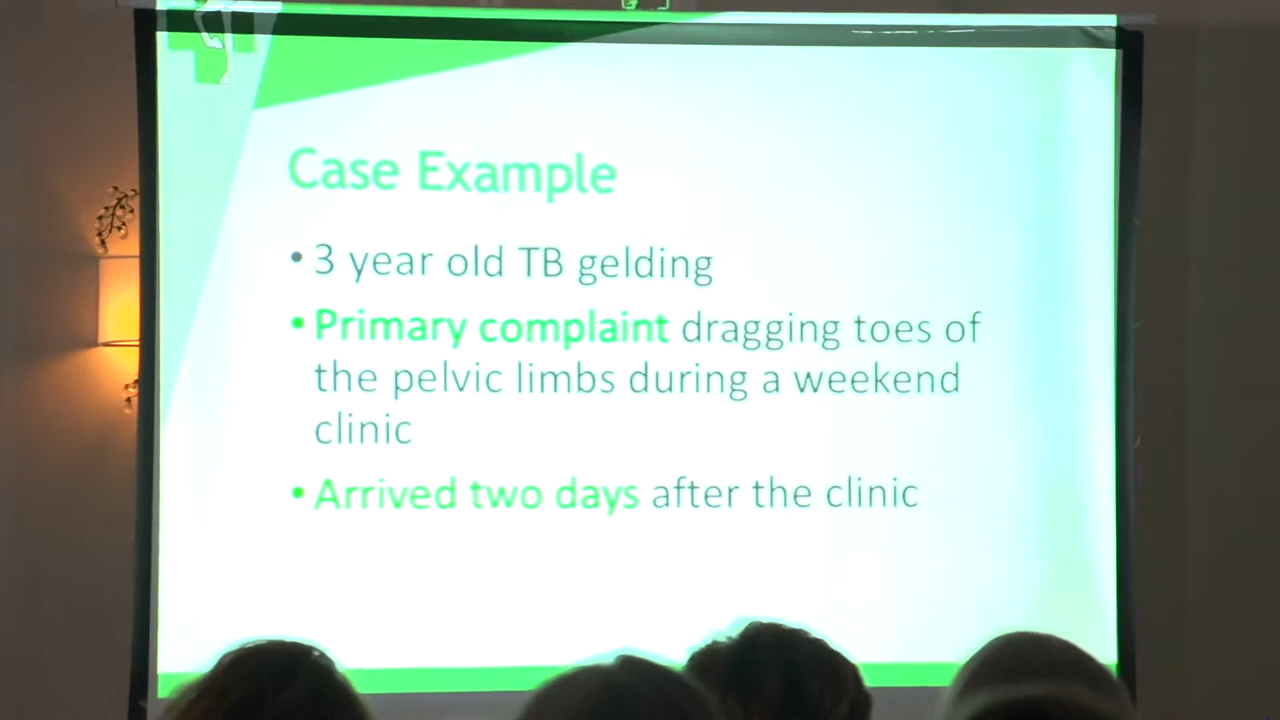 Case Example
• 3 year old TB gelding
• Primary complaint dragging toes of
the pelvic limbs during a weekend
clinic
• Arrived two days after the clinic